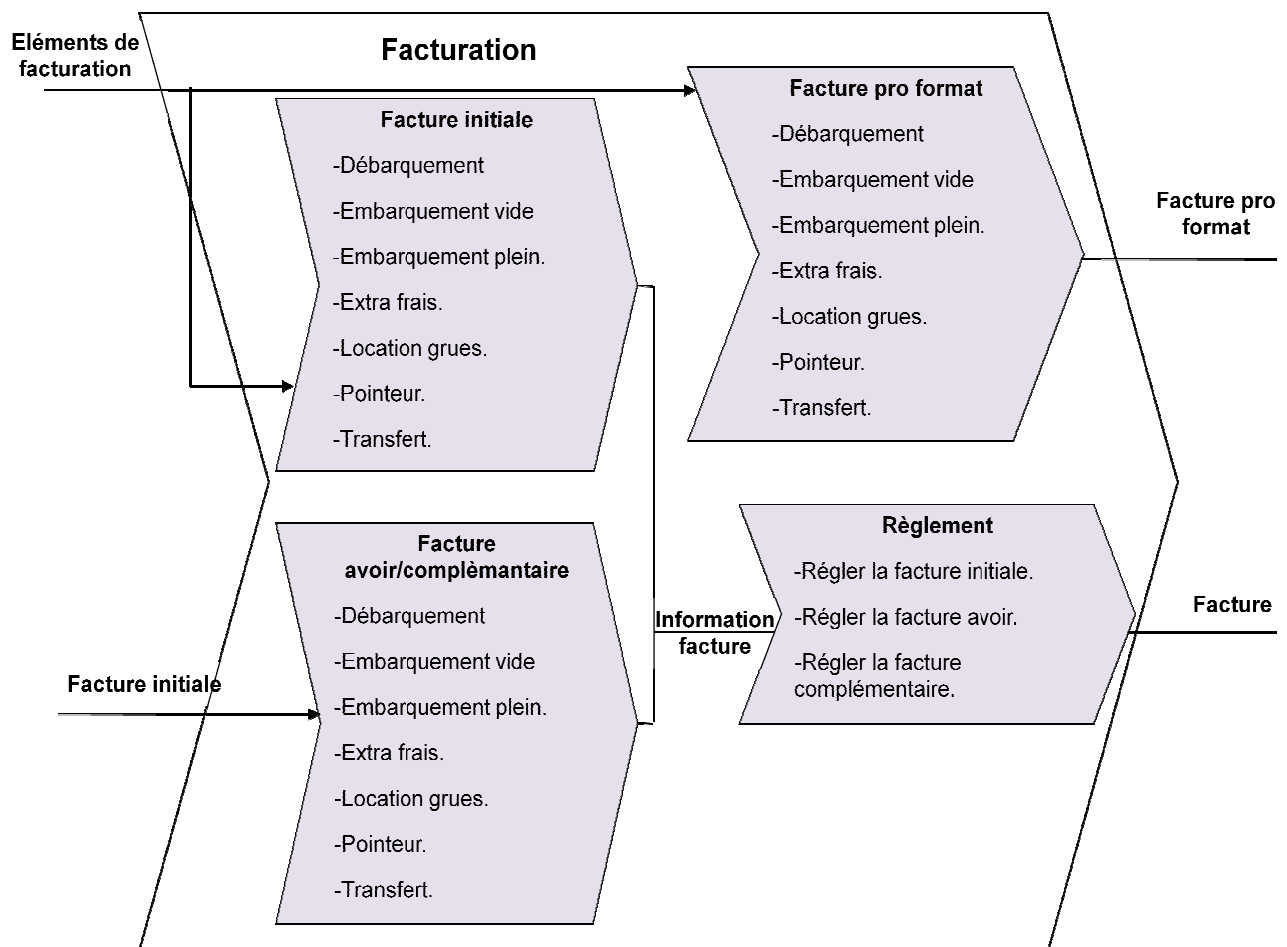 Eléments de
facturation
Facturation
Facture initiale
-Débarquement
-Embarquement vide
-Embarquement plein.
-Extra frais.
-Location grues.
-Pointeur.
-Transfert.
Facture pro format
-Débarquement
-Embarquement vide
-Embarquement plein.
-Extra frais.
-Location grues.
-Pointeur.
-Transfert.
Facture pro
format
Facture initiale
Facture
avoir/complèmantaire
-Débarquement
-Embarquement vide
-Embarquement plein.
-Extra frais.
-Location grues.
-Pointeur.
-Transfert.
Information
facture
Règlement
-Régler la facture initiale.
-Régler la facture avoir.
-Régler la facture
complémentaire.
Facture